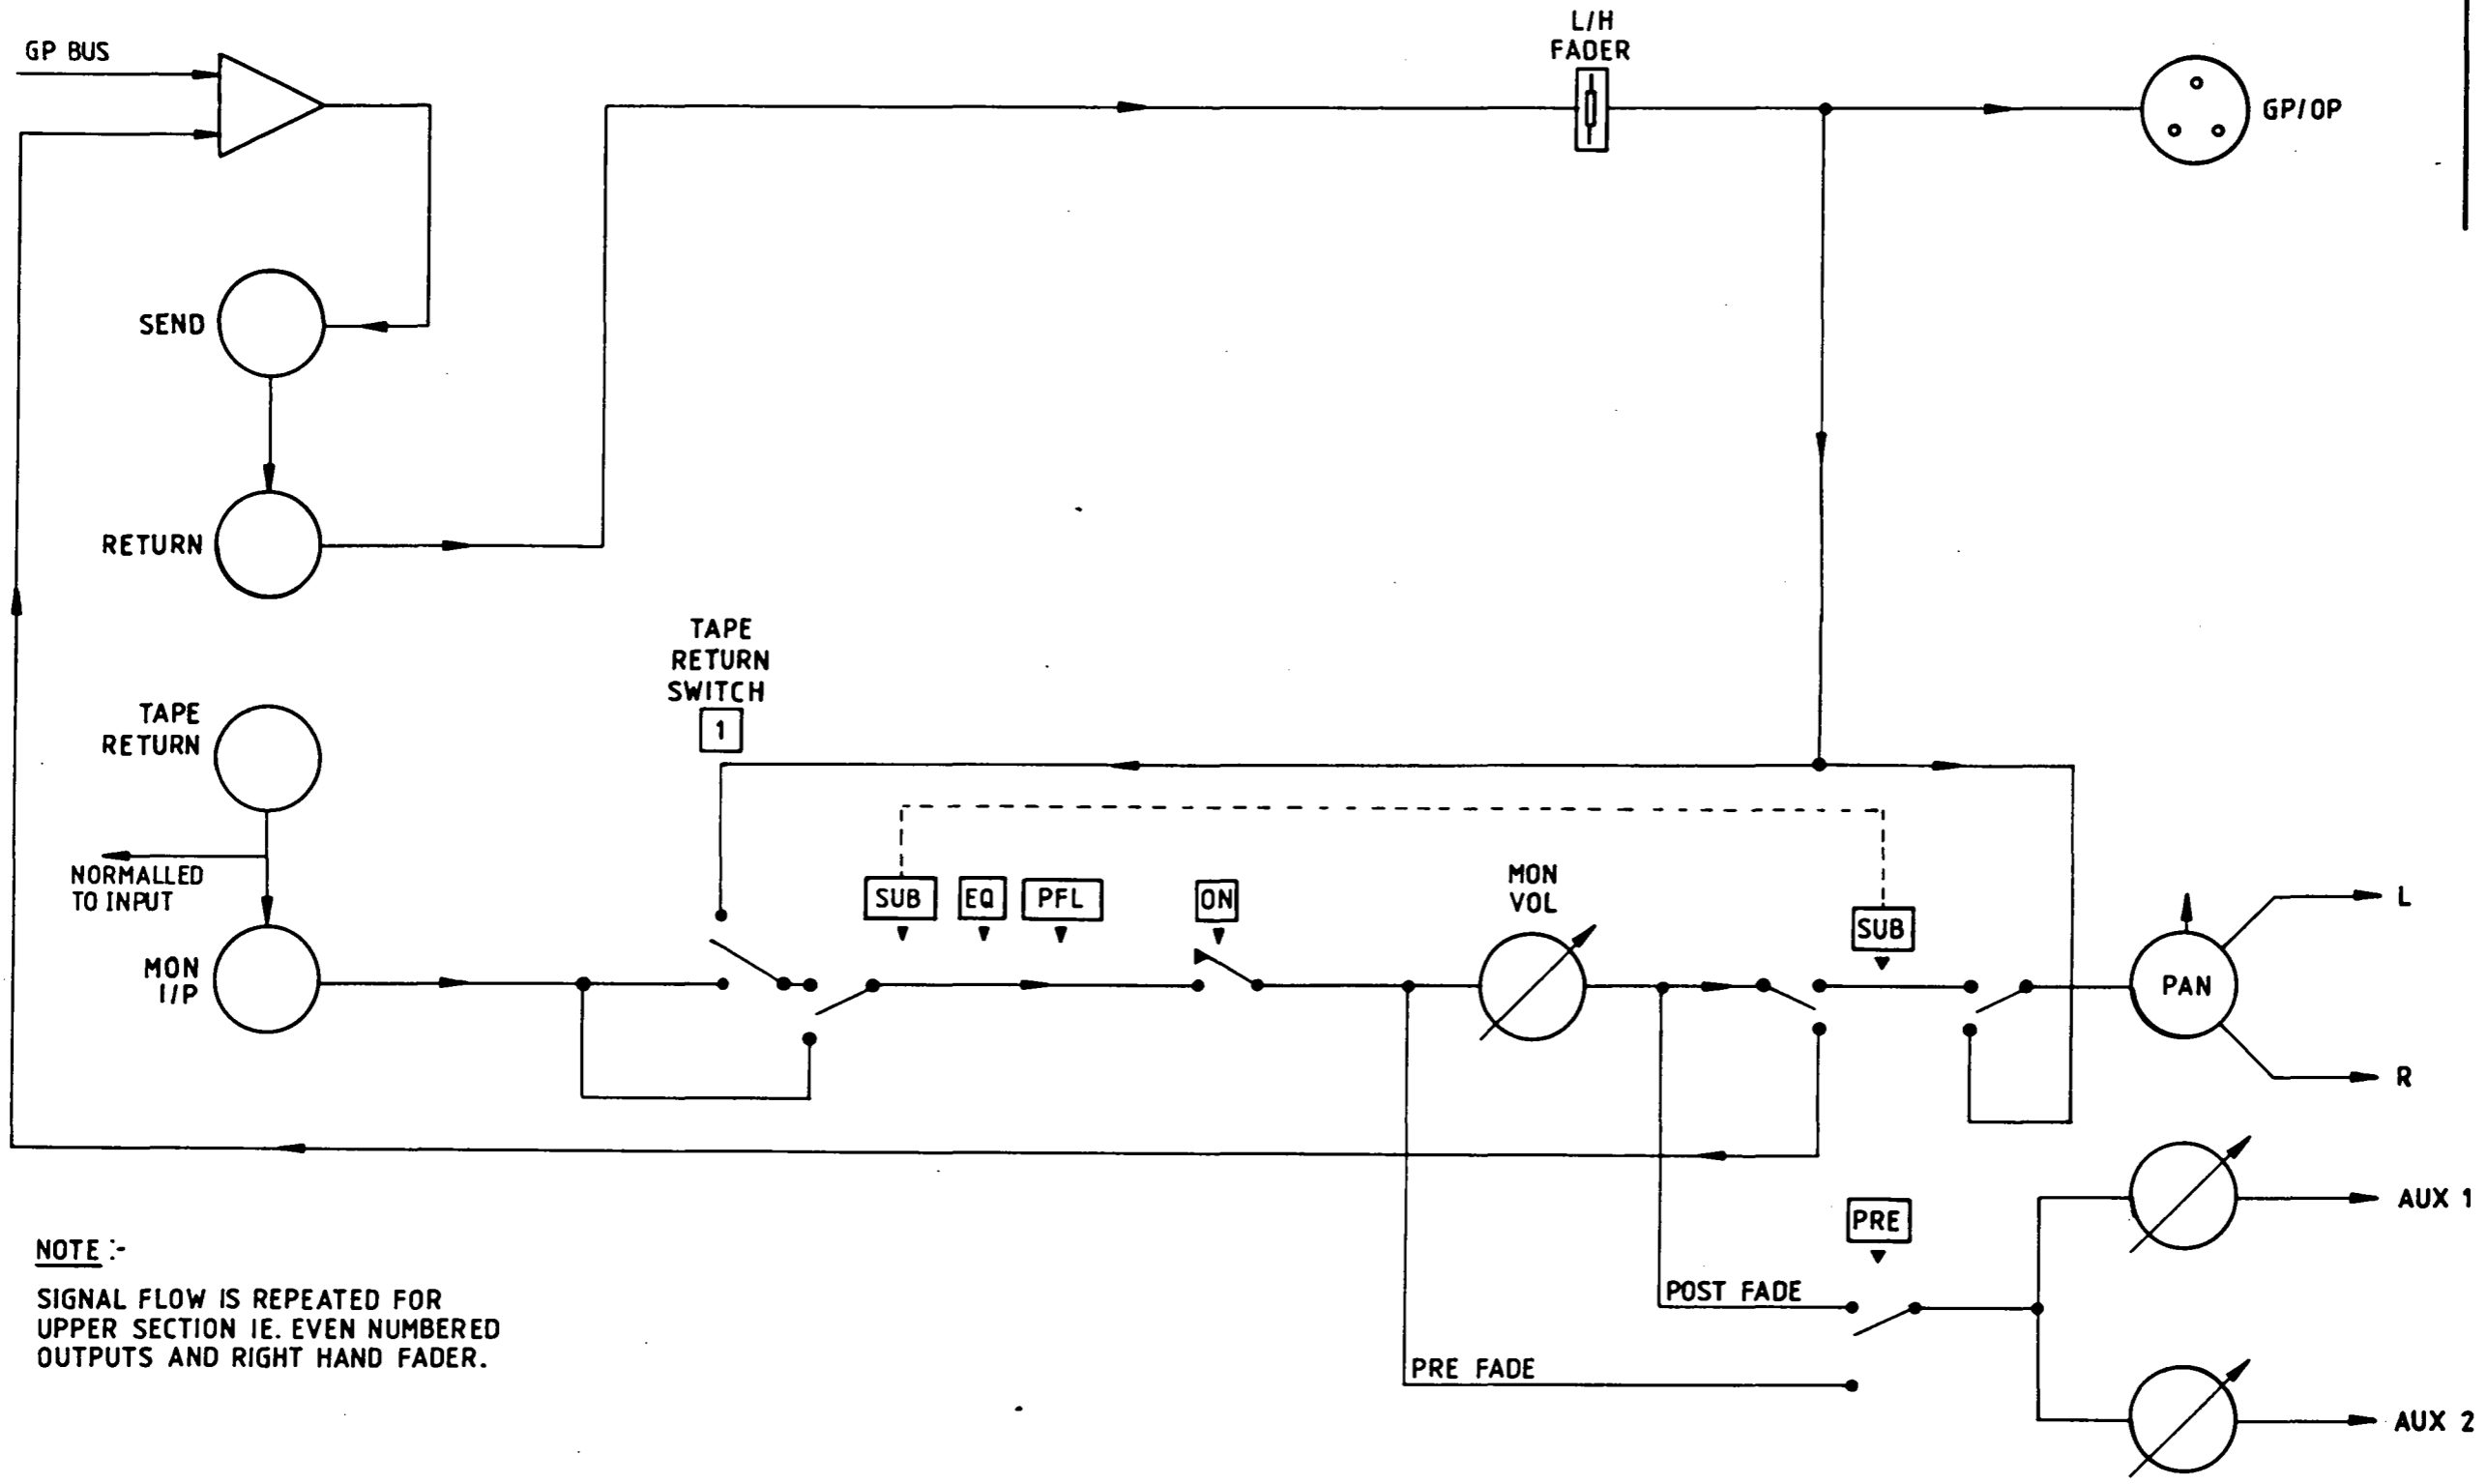 L/H
FADER
GP BUS
GP/OP
SEND
RETURN
TAPE
RETURN
SWITCH
1
TAPE
RETURN
NORMALLED
TO INPUT
SUB
EQ
PFL
ON
MON
VOL
SUB
L
MON
I/P
PAN
R
AUX 1
PRE
NOTE :-
SIGNAL FLOW IS REPEATED FOR
UPPER SECTION IE. EVEN NUMBERED
OUTPUTS AND RIGHT HAND FADER.
POST FADE
PRE FADE
AUX 2